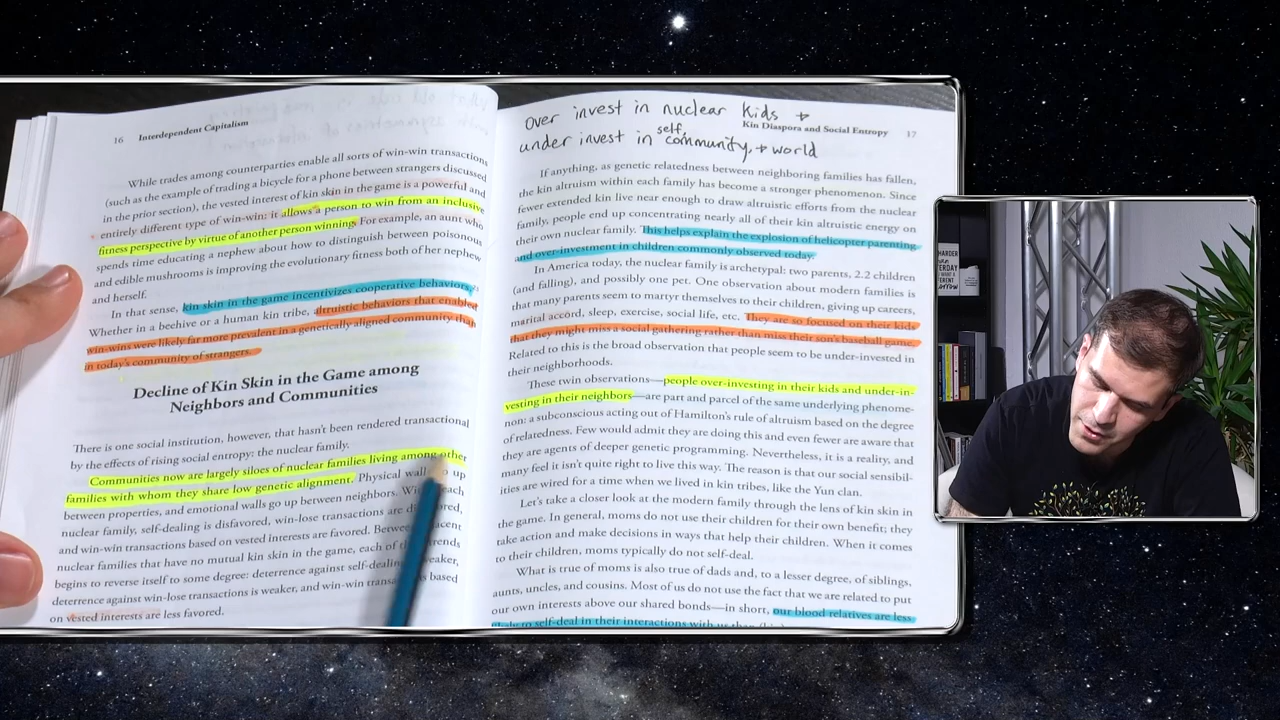 16 Interdependent Capitalism
While trades among counterparties enable all sorts of win-win transactions
(such as the example of trading a bicycle for a phone between strangers discussed
in the prior section), the vested interest of kin skin in the game is a powerful and
entirely different type of win-win: it allows a person to win from an inclusive
fitness perspective by virtue of another person winning. For example, an aunt who
spends time educating a nephew about how to distinguish between poisonous
and edible mushrooms is improving the evolutionary fitness both of her nephew
and herself.
In that sense, kin skin in the game incentivizes cooperative behaviors.
Whether in a beehive or a human kin tribe, altruistic behaviors that enabled
win-wins were likely far more prevalent in a genetically aligned community than
in today's community of strangers.
Decline of Kin Skin in the Game among
Neighbors and Communities
There is one social institution, however, that hasn't been rendered transactional
by the effects of rising social entropy: the nuclear family.
Communities now are largely siloes of nuclear families living among other
families with whom they share low genetic alignment. Physical up
between properties, and emotional walls go up between neighbors. each
nuclear family, self-dealing is disfavored, win-lose transactions are
and win-win transactions based on vested interests are favored.
nuclear families that have no mutual kin skin in the game, each of trends
begins to reverse itself to some degree: deterrence against self-dealing weaker,
deterrence against win-lose transactions is weaker, and win-win based
on vested interests are less favored.
Over invest in nuclear kids +
under invest in self, community, + world
Kin Diaspora and Social Entropy 17
If anything, as genetic relatedness between neighboring families has fallen,
the kin altruism within each family has become a stronger phenomenon. Since
fewer extended kin live near enough to draw altruistic efforts from the nuclear
family, people end up concentrating nearly all of their kin altruistic energy on
their own nuclear family. This helps explain the explosion of helicopter parenting
and over-investment in children commonly observed today.
In America today, the nuclear family is archetypal: two parents, 2.2 children
(and falling), and possibly one pet. One observation about modern families is
that many parents seem to martyr themselves to their children, giving up careers,
marital accord, sleep, exercise, social life, etc. They are so focused on their kids
that they might miss a social gathering rather than miss their son's baseball game.
Related to this is the broad observation that people seem to be under-invested in
their neighborhoods.
These twin observations—people over-investing in their kids and under-in-
vesting in their neighbors—are part and parcel of the same underlying phenome-
non: a subconscious acting out of Hamilton's rule of altruism based on the degree
of relatedness. Few would admit they are doing this and even fewer are aware that
they are agents of deeper genetic programming. Nevertheless, it is a reality, and
many feel it isn't quite right to live this way. The reason is that our social sensibil-
ities are wired for a time when we lived in kin tribes, like the Yun clan.
Let's take a closer look at the modern family through the lens of kin skin in
the game. In general, moms do not use their children for their own benefit; they
take action and make decisions in ways that help their children. When it comes
to their children, moms typically do not self-deal.
What is true of moms is also true of dads and, to a lesser degree, of siblings,
aunts, uncles, and cousins. Most of us do not use the fact that we are related to put
our own interests above our shared bonds—in short, our blood relatives are less
likely to self-deal in their interactions with us than
HARDER
YESTERDAY